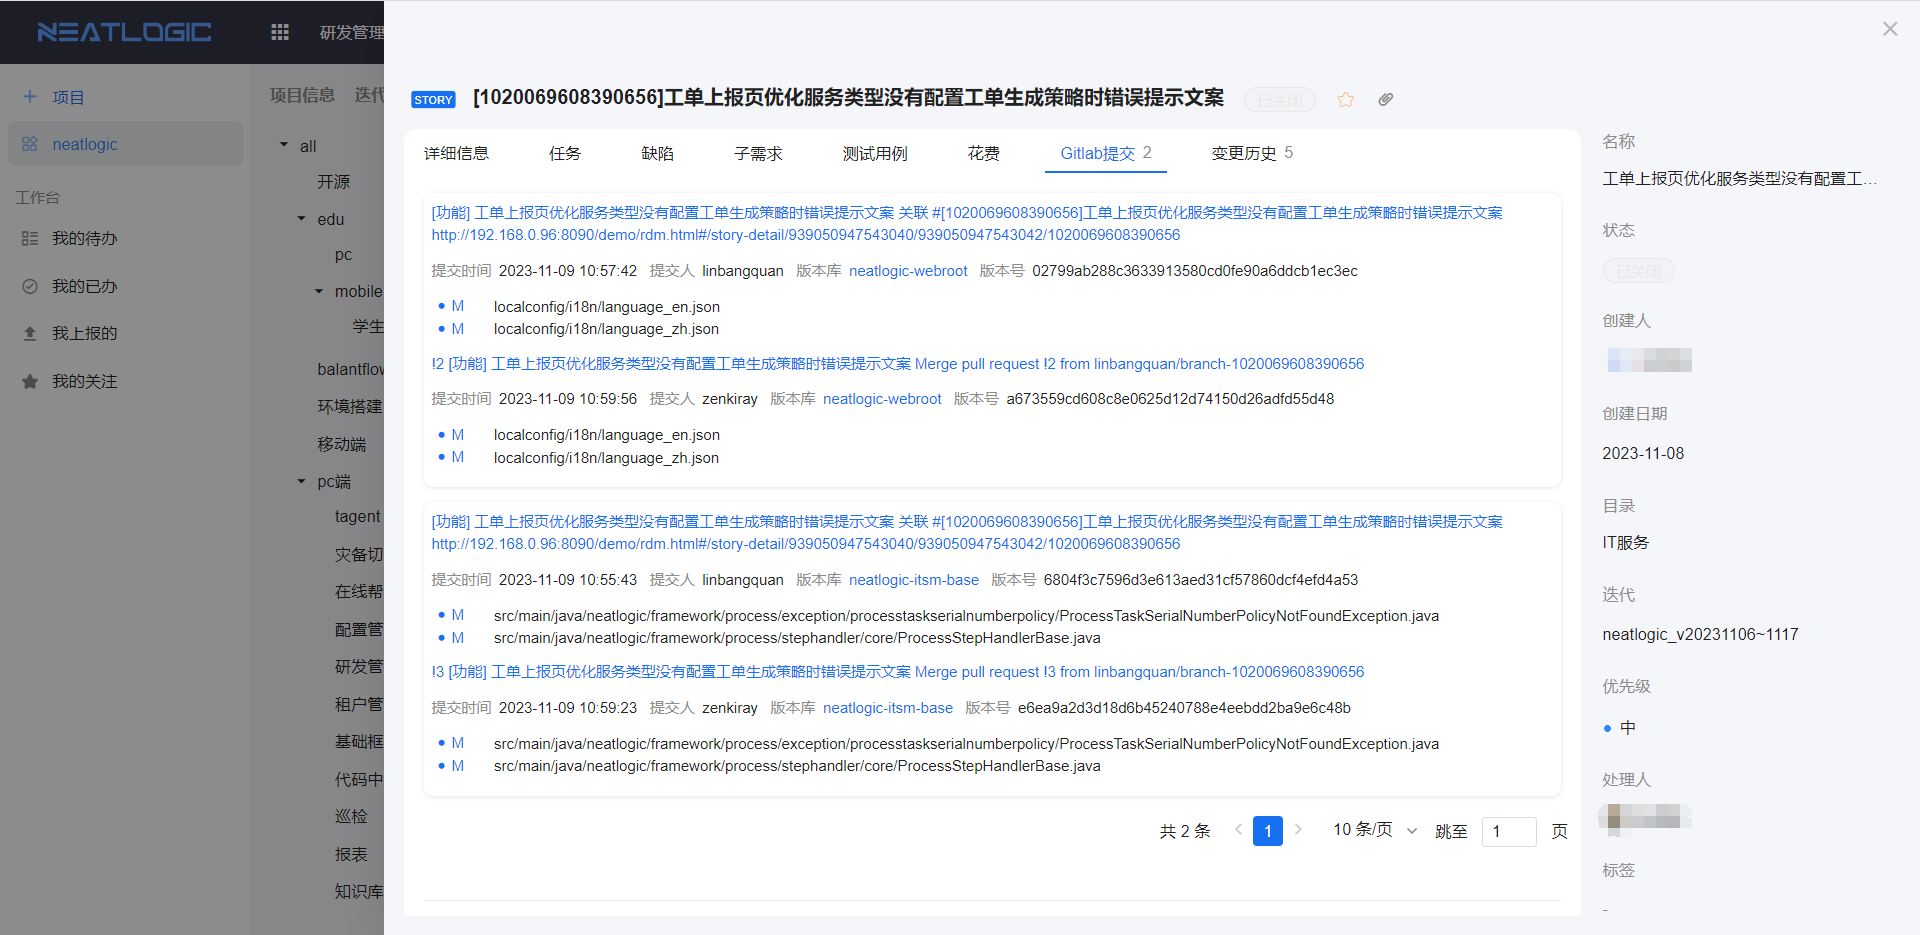 NEATLOGIC
研发管理
项目
neatlogic
工作台
我的待办
我的已办
我上报的
我的关注
项目信息 迭代
all
开源
edu
pc
mobile
学生
balantflow
环境搭建
移动端
pc端
tagent
灾备切
在线帮
配置管
研发管
租户管
基础框
代码中
巡检
报表
知识库
STORY [1020069608390656]工单上报页优化服务类型没有配置工单生成策略时错误提示文案 已关闭
详细信息 任务 缺陷 子需求 测试用例 花费 Gitlab提交 2 变更历史 5
[功能] 工单上报页优化服务类型没有配置工单生成策略时错误提示文案 关联 #[1020069608390656]工单上报页优化服务类型没有配置工单生成策略时错误提示文案
http://192.168.0.96:8090/demo/rdm.html#/story-detail/939050947543040/939050947543042/1020069608390656
提交时间 2023-11-09 10:57:42 提交人 linbangquan 版本库 neatlogic-webroot 版本号 02799ab288c3633913580cd0fe90a6ddcb1ec3ec
M localconfig/i18n/language_en.json
M localconfig/i18n/language_zh.json
!2 [功能] 工单上报页优化服务类型没有配置工单生成策略时错误提示文案 Merge pull request !2 from linbangquan/branch-1020069608390656
提交时间 2023-11-09 10:59:56 提交人 zenkiray 版本库 neatlogic-webroot 版本号 a673559cd608c8e0625d12d74150d26adfd55d48
M localconfig/i18n/language_en.json
M localconfig/i18n/language_zh.json
[功能] 工单上报页优化服务类型没有配置工单生成策略时错误提示文案 关联 #[1020069608390656]工单上报页优化服务类型没有配置工单生成策略时错误提示文案
http://192.168.0.96:8090/demo/rdm.html#/story-detail/939050947543040/939050947543042/1020069608390656
提交时间 2023-11-09 10:55:43 提交人 linbangquan 版本库 neatlogic-itsm-base 版本号 6804f3c7596d3e613aed31cf57860dcf4efd4a53
M src/main/java/neatlogic/framework/process/exception/processtaskserialnumberpolicy/ProcessTaskSerialNumberPolicyNotFoundException.java
M src/main/java/neatlogic/framework/process/stephandler/core/ProcessStepHandlerBase.java
!3 [功能] 工单上报页优化服务类型没有配置工单生成策略时错误提示文案 Merge pull request !3 from linbangquan/branch-1020069608390656
提交时间 2023-11-09 10:59:23 提交人 zenkiray 版本库 neatlogic-itsm-base 版本号 e6ea9a2d3d18d6b45240788e4eebdd2ba9e6c48b
M src/main/java/neatlogic/framework/process/exception/processtaskserialnumberpolicy/ProcessTaskSerialNumberPolicyNotFoundException.java
M src/main/java/neatlogic/framework/process/stephandler/core/ProcessStepHandlerBase.java
共 2 条 1 10 条/页 跳至 1 页
名称
工单上报页优化服务类型没有配置工...
状态
已关闭
创建人
创建日期
2023-11-08
目录
IT服务
迭代
neatlogic_v20231106~1117
优先级
中
处理人
标签
-